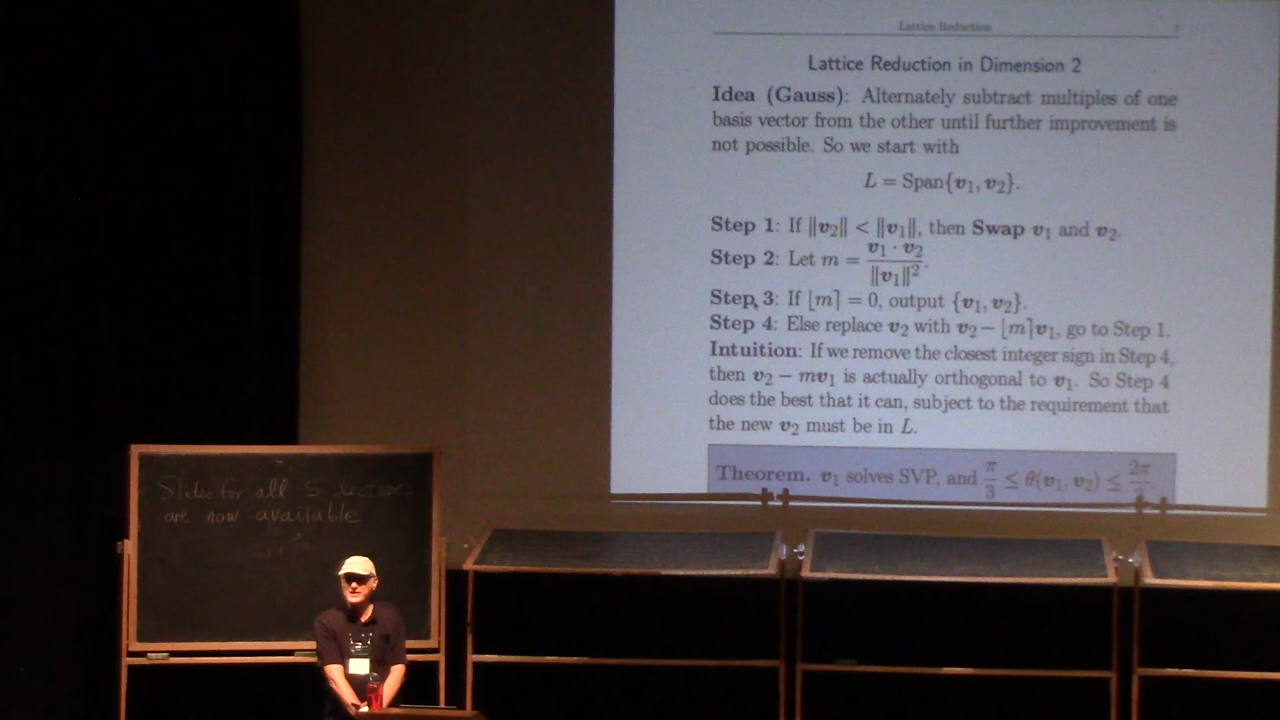 Lattice Reduction 7
Lattice Reduction in Dimension 2
Idea (Gauss): Alternately subtract multiples of one
basis vector from the other until further improvement is
not possible. So we start with
L = Span{v₁, v₂}.
Step 1: If ‖v₂‖ < ‖v₁‖, then Swap v₁ and v₂.
Step 2: Let m = v₁ · v₂ / ‖v₁‖².
Step 3: If ⌊m⌉ = 0, output {v₁, v₂}.
Step 4: Else replace v₂ with v₂ − ⌊m⌉v₁, go to Step 1.
Intuition: If we remove the closest integer sign in Step 4,
then v₂ − mv₁ is actually orthogonal to v₁. So Step 4
does the best that it can, subject to the requirement that
the new v₂ must be in L.
Theorem. v₁ solves SVP, and π/3 ≤ θ(v₁, v₂) ≤ 2π/3.
Slides for all 5 lectures
are now available